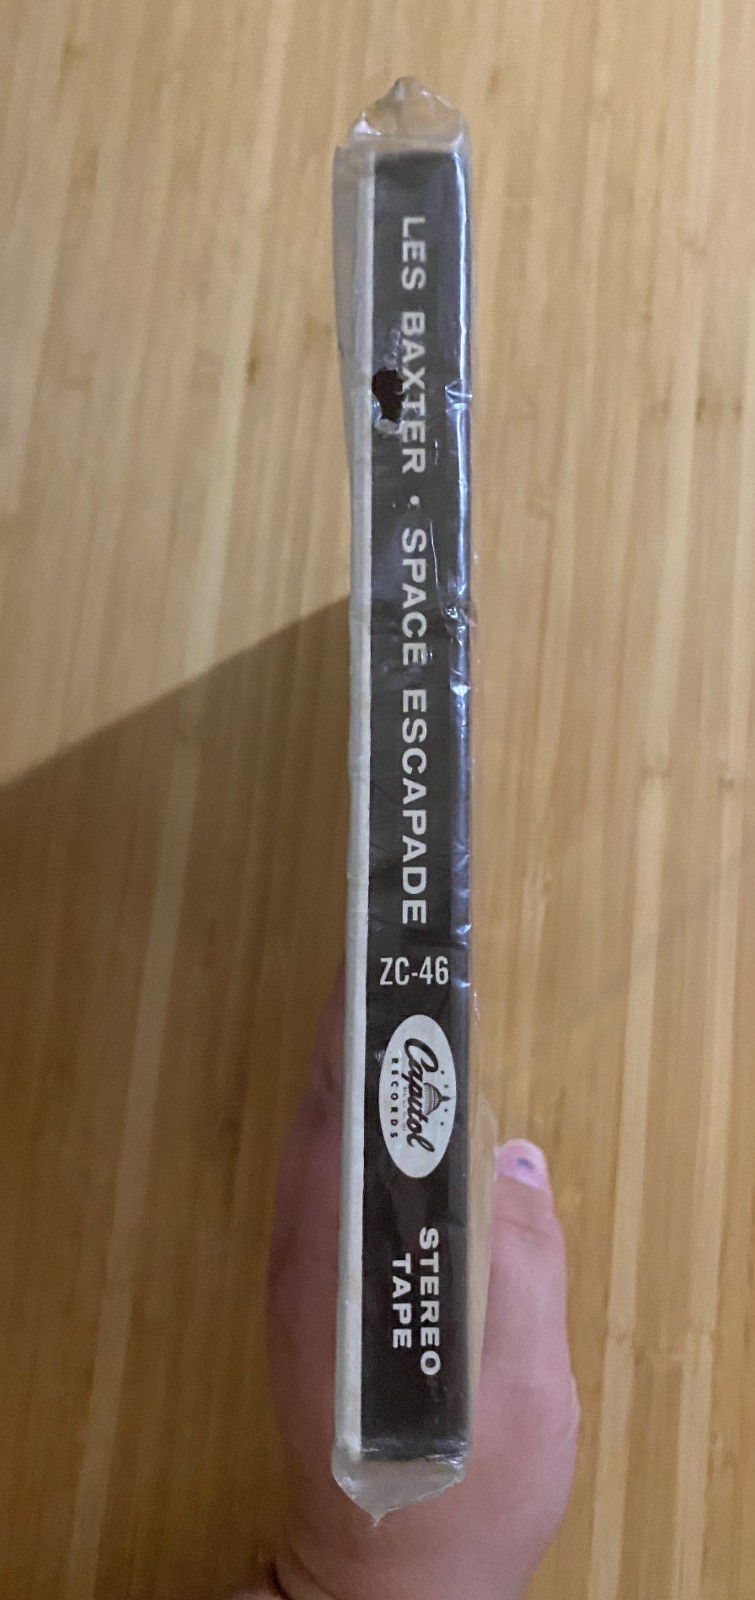 LES BAXTER • SPACE ESCAPADE
ZC-46
Capitol
RECORDS
STEREO
TAPE